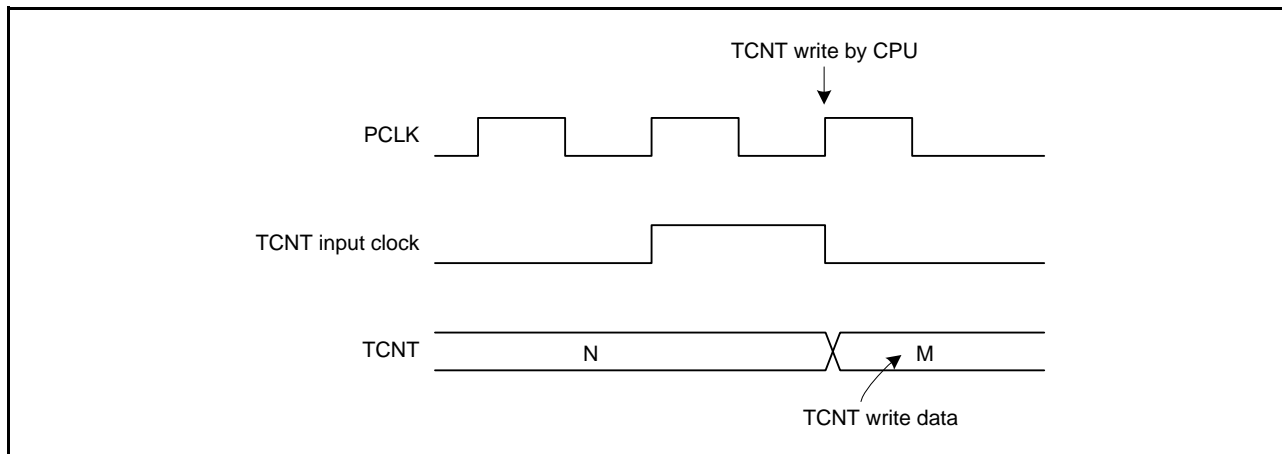 TCNT write by CPU
PCLK
TCNT input clock
TCNT
N
M
TCNT write data